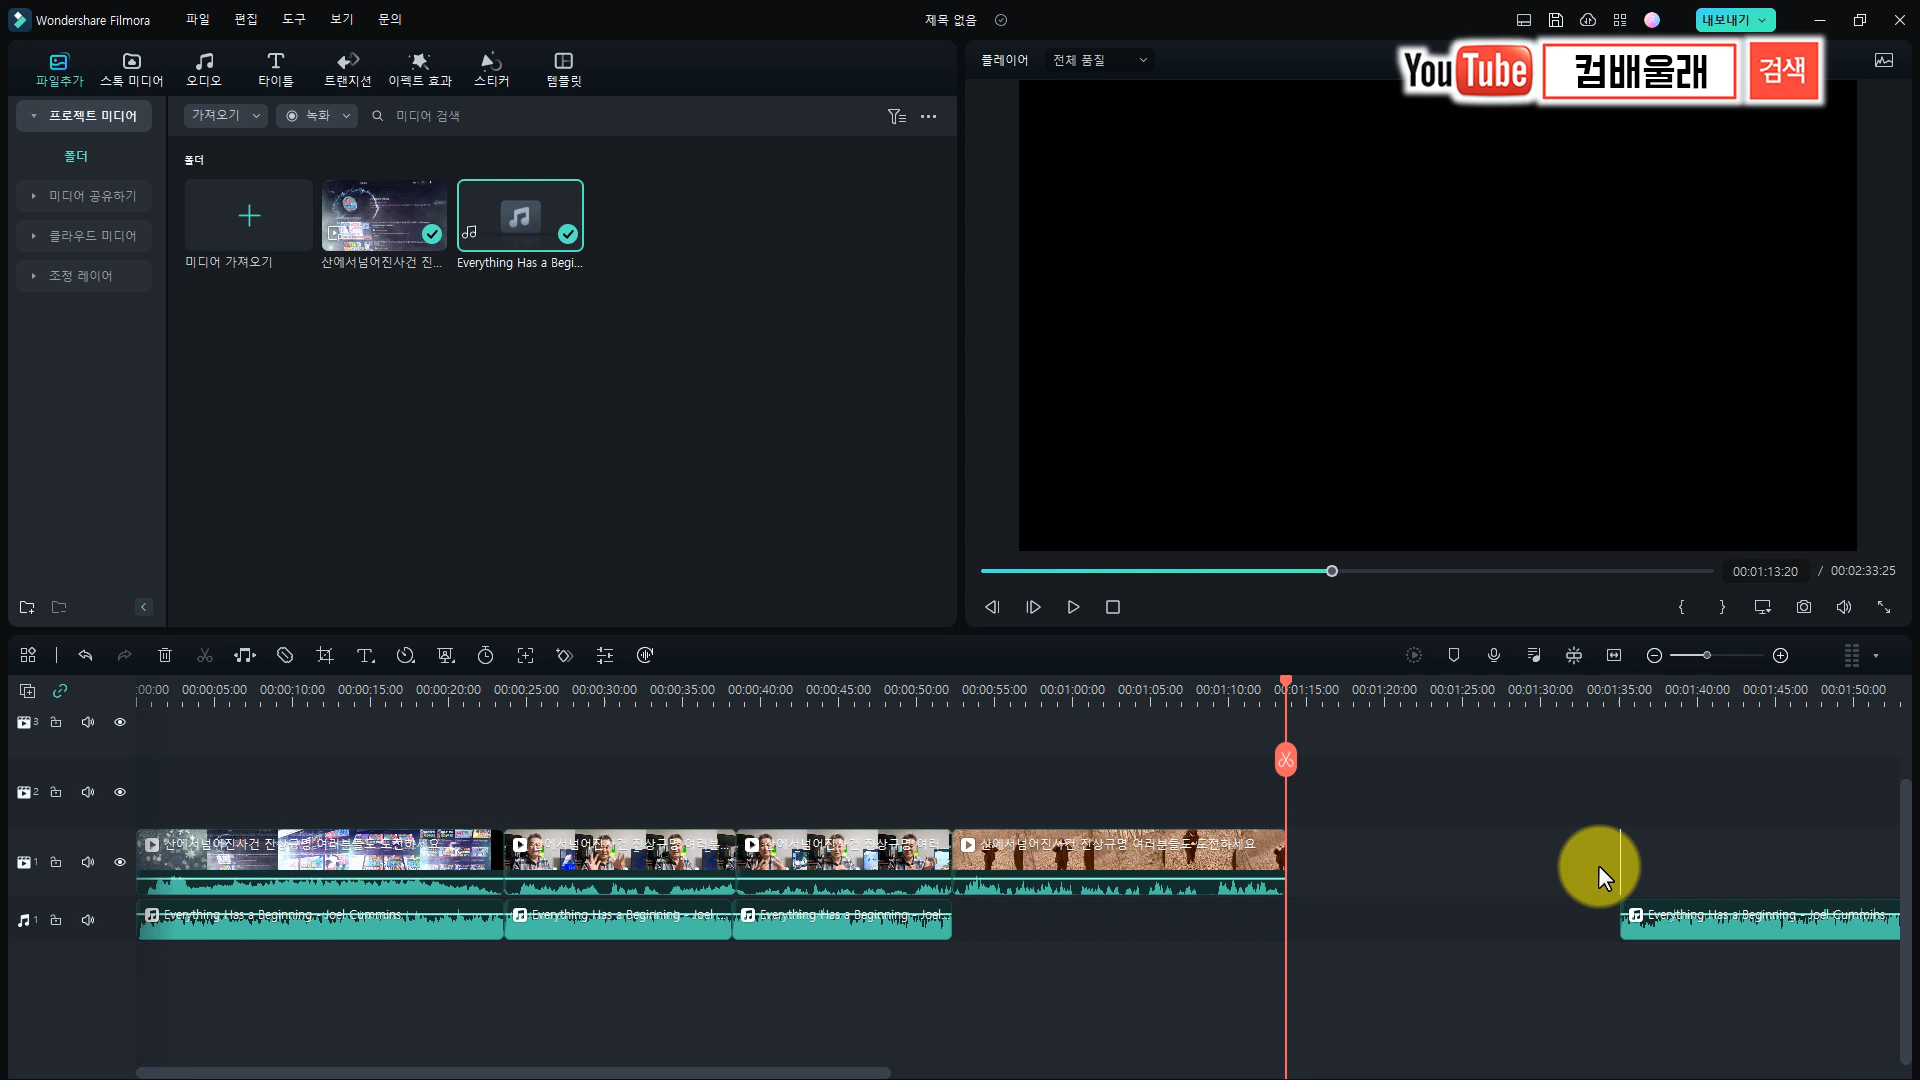 Wondershare Filmora
파일
편집
도구
보기
문의
제목 없음
내보내기
파일추가
스톡 미디어
오디오
타이틀
트랜지션
이펙트 효과
스티커
템플릿
플레이어
전체 품질
YouTube 컴배울래 검색
프로젝트 미디어
폴더
미디어 공유하기
클라우드 미디어
조정 레이어
가져오기
녹화
미디어 검색
폴더
미디어 가져오기
산에서넘어진사건 진...
Everything Has a Begi...
00:01:13:20 / 00:02:33:25
{ }
:00:00 00:00:05:00 00:00:10:00 00:00:15:00 00:00:20:00 00:00:25:00 00:00:30:00 00:00:35:00 00:00:40:00 00:00:45:00 00:00:50:00 00:00:55:00 00:01:00:00 00:01:05:00 00:01:10:00 00:01:15:00 00:01:20:00 00:01:25:00 00:01:30:00 00:01:35:00 00:01:40:00 00:01:45:00 00:01:50:00
3
2
1
산에서넘어진사건 진상규명 여러분들도 도전하세요
산에서넘어진사건 진상규명 여러분...
산에서넘어진사건 진상규명 여러
산에서넘어진사건 진상규명 여러분들도 도전하세요
1
Everything Has a Beginning - Joel Cummins
Everything Has a Beginning - Joel ...
Everything Has a Beginning - Joel...
Everything Has a Beginning - Joel Cummins